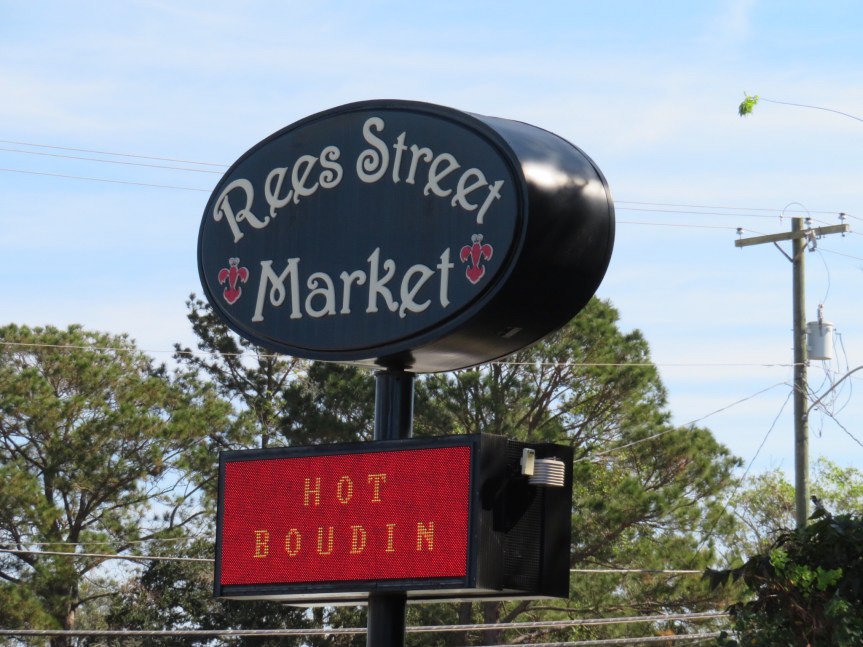 Rees Street
Market
HOT
BOUDIN